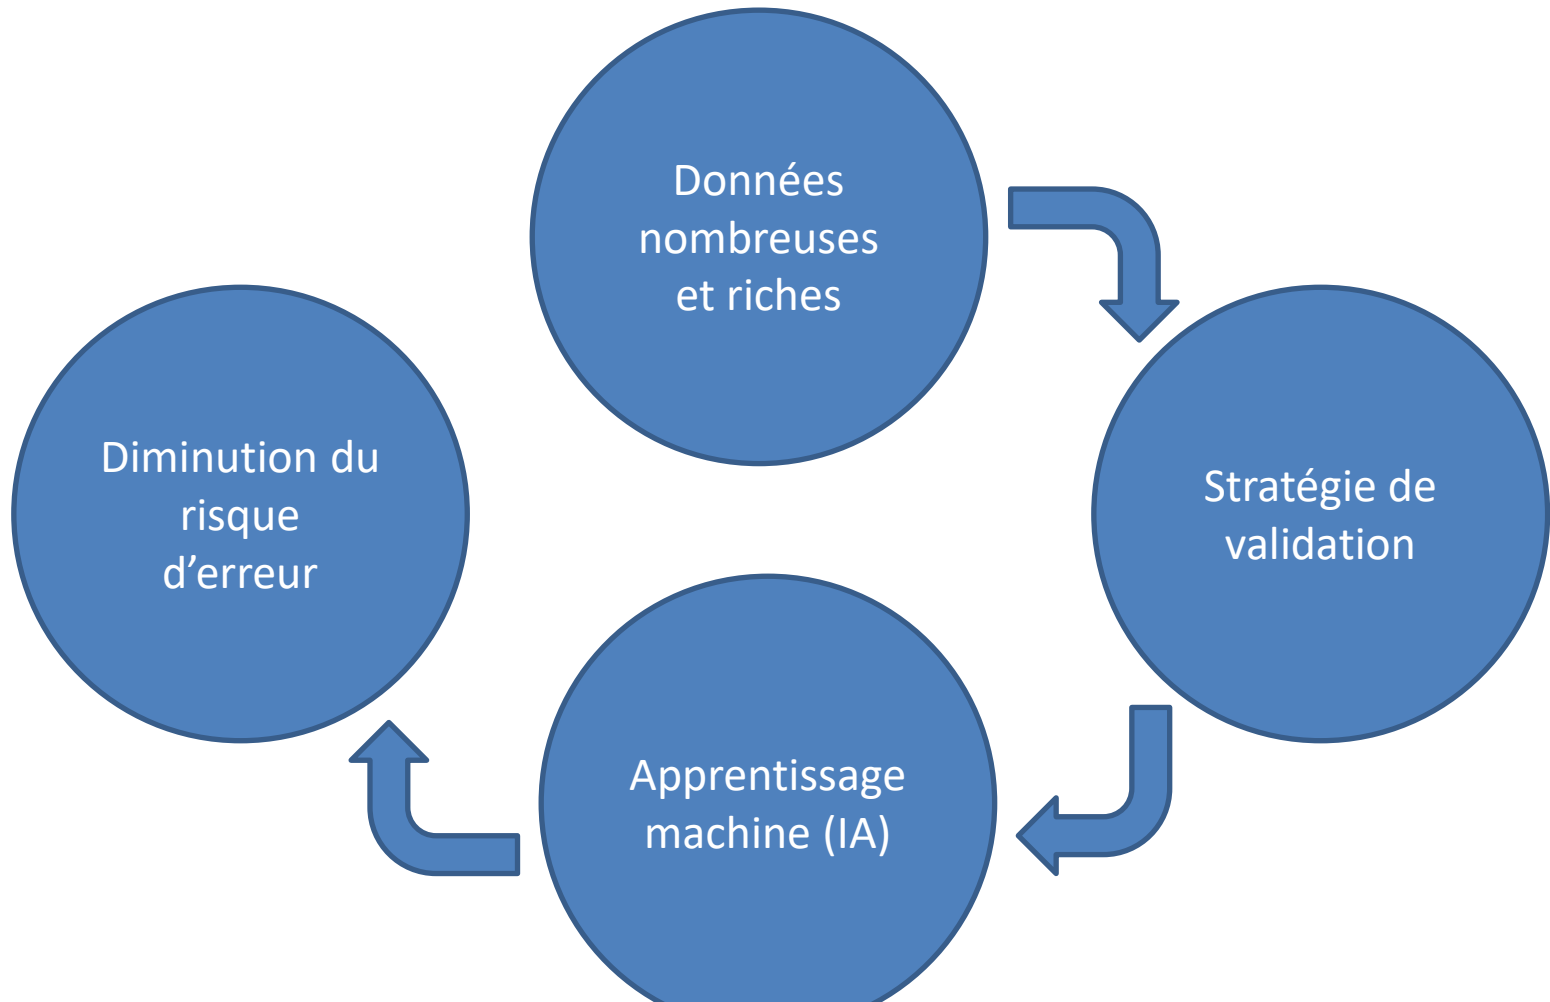 Données
nombreuses
et riches
Stratégie de
validation
Apprentissage
machine (IA)
Diminution du
risque
d’erreur